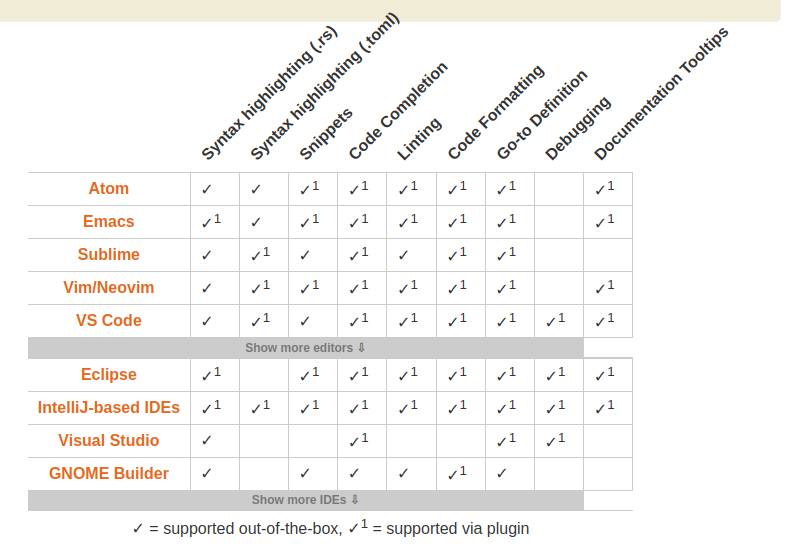 Syntax highlighting (.rs)
Syntax highlighting (.toml)
Snippets
Code Completion
Linting
Code Formatting
Go-to Definition
Debugging
Documentation Tooltips
Atom ✓ ✓ ✓1 ✓1 ✓1 ✓1 ✓1 ✓1
Emacs ✓1 ✓ ✓1 ✓1 ✓1 ✓1 ✓1 ✓1
Sublime ✓ ✓1 ✓ ✓1 ✓ ✓1 ✓1
Vim/Neovim ✓ ✓1 ✓1 ✓1 ✓1 ✓1 ✓1 ✓1
VS Code ✓ ✓1 ✓ ✓1 ✓1 ✓1 ✓1 ✓1 ✓1
Show more editors ⇩
Eclipse ✓1 ✓1 ✓1 ✓1 ✓1 ✓1 ✓1 ✓1
IntelliJ-based IDEs ✓1 ✓1 ✓1 ✓1 ✓1 ✓1 ✓1 ✓1 ✓1
Visual Studio ✓ ✓1 ✓1 ✓1
GNOME Builder ✓ ✓ ✓ ✓ ✓1 ✓
Show more IDEs ⇩
✓ = supported out-of-the-box, ✓1 = supported via plugin